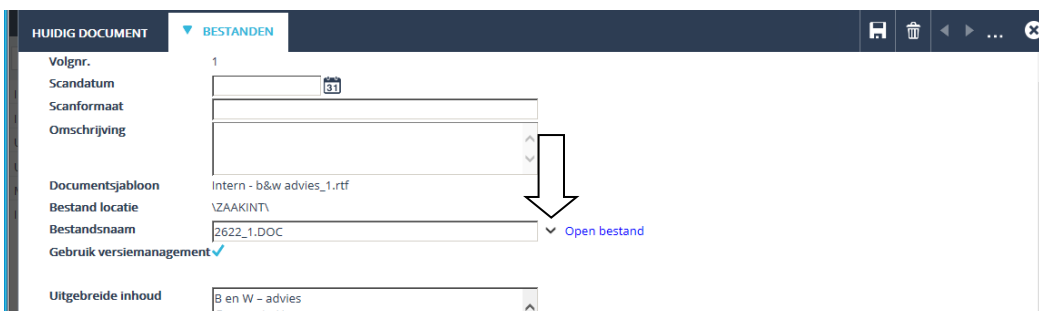 HUIDIG DOCUMENT ▼ BESTANDEN ...
Volgnr. 1
Scandatum 31
Scanformaat
Omschrijving
Documentsjabloon Intern - b&w advies_1.rtf
Bestand locatie \ZAAKINT\
Bestandsnaam 2622_1.DOC Open bestand
Gebruik versiemanagement
Uitgebreide inhoud B en W – advies